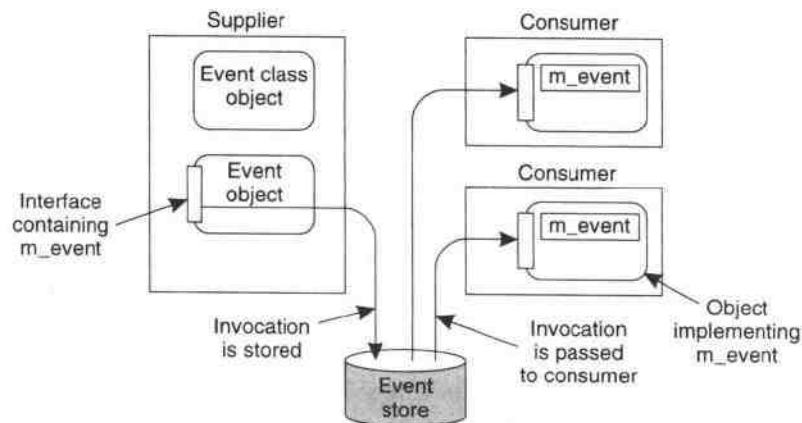 Supplier
Event class
object
Event
object
Interface
containing
m_event
Invocation
is stored
Event
store
Consumer
m_event
Consumer
m_event
Invocation
is passed
to consumer
Object
implementing
m_event